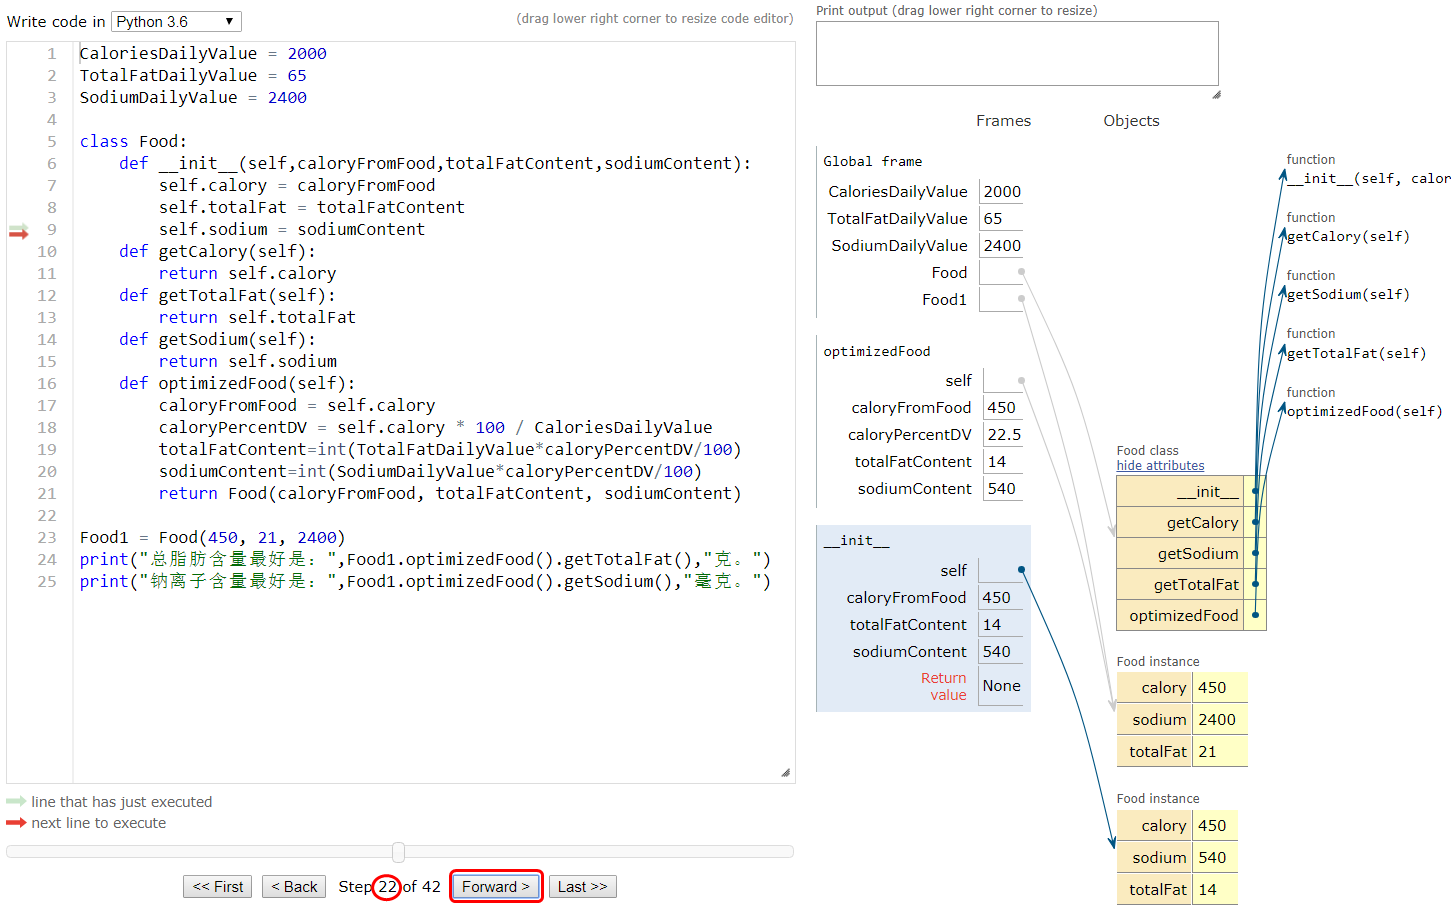 Write code in Python 3.6
(drag lower right corner to resize code editor)
1 CaloriesDailyValue = 2000
2 TotalFatDailyValue = 65
3 SodiumDailyValue = 2400
4
5 class Food:
6     def __init__(self,caloryFromFood,totalFatContent,sodiumContent):
7         self.calory = caloryFromFood
8         self.totalFat = totalFatContent
9         self.sodium = sodiumContent
10     def getCalory(self):
11         return self.calory
12     def getTotalFat(self):
13         return self.totalFat
14     def getSodium(self):
15         return self.sodium
16     def optimizedFood(self):
17         caloryFromFood = self.calory
18         caloryPercentDV = self.calory * 100 / CaloriesDailyValue
19         totalFatContent=int(TotalFatDailyValue*caloryPercentDV/100)
20         sodiumContent=int(SodiumDailyValue*caloryPercentDV/100)
21         return Food(caloryFromFood, totalFatContent, sodiumContent)
22
23 Food1 = Food(450, 21, 2400)
24 print("总脂肪含量最好是：",Food1.optimizedFood().getTotalFat(),"克。")
25 print("钠离子含量最好是：",Food1.optimizedFood().getSodium(),"毫克。")
line that has just executed
next line to execute
<< First
< Back
Step 22 of 42
Forward >
Last >>
Print output (drag lower right corner to resize)
Frames
Objects
Global frame
CaloriesDailyValue 2000
TotalFatDailyValue 65
SodiumDailyValue 2400
Food
Food1
optimizedFood
self
caloryFromFood 450
caloryPercentDV 22.5
totalFatContent 14
sodiumContent 540
__init__
self
caloryFromFood 450
totalFatContent 14
sodiumContent 540
Return
value None
function
__init__(self, calor
function
getCalory(self)
function
getSodium(self)
function
getTotalFat(self)
function
optimizedFood(self)
Food class
hide attributes
__init__
getCalory
getSodium
getTotalFat
optimizedFood
Food instance
calory 450
sodium 2400
totalFat 21
Food instance
calory 450
sodium 540
totalFat 14